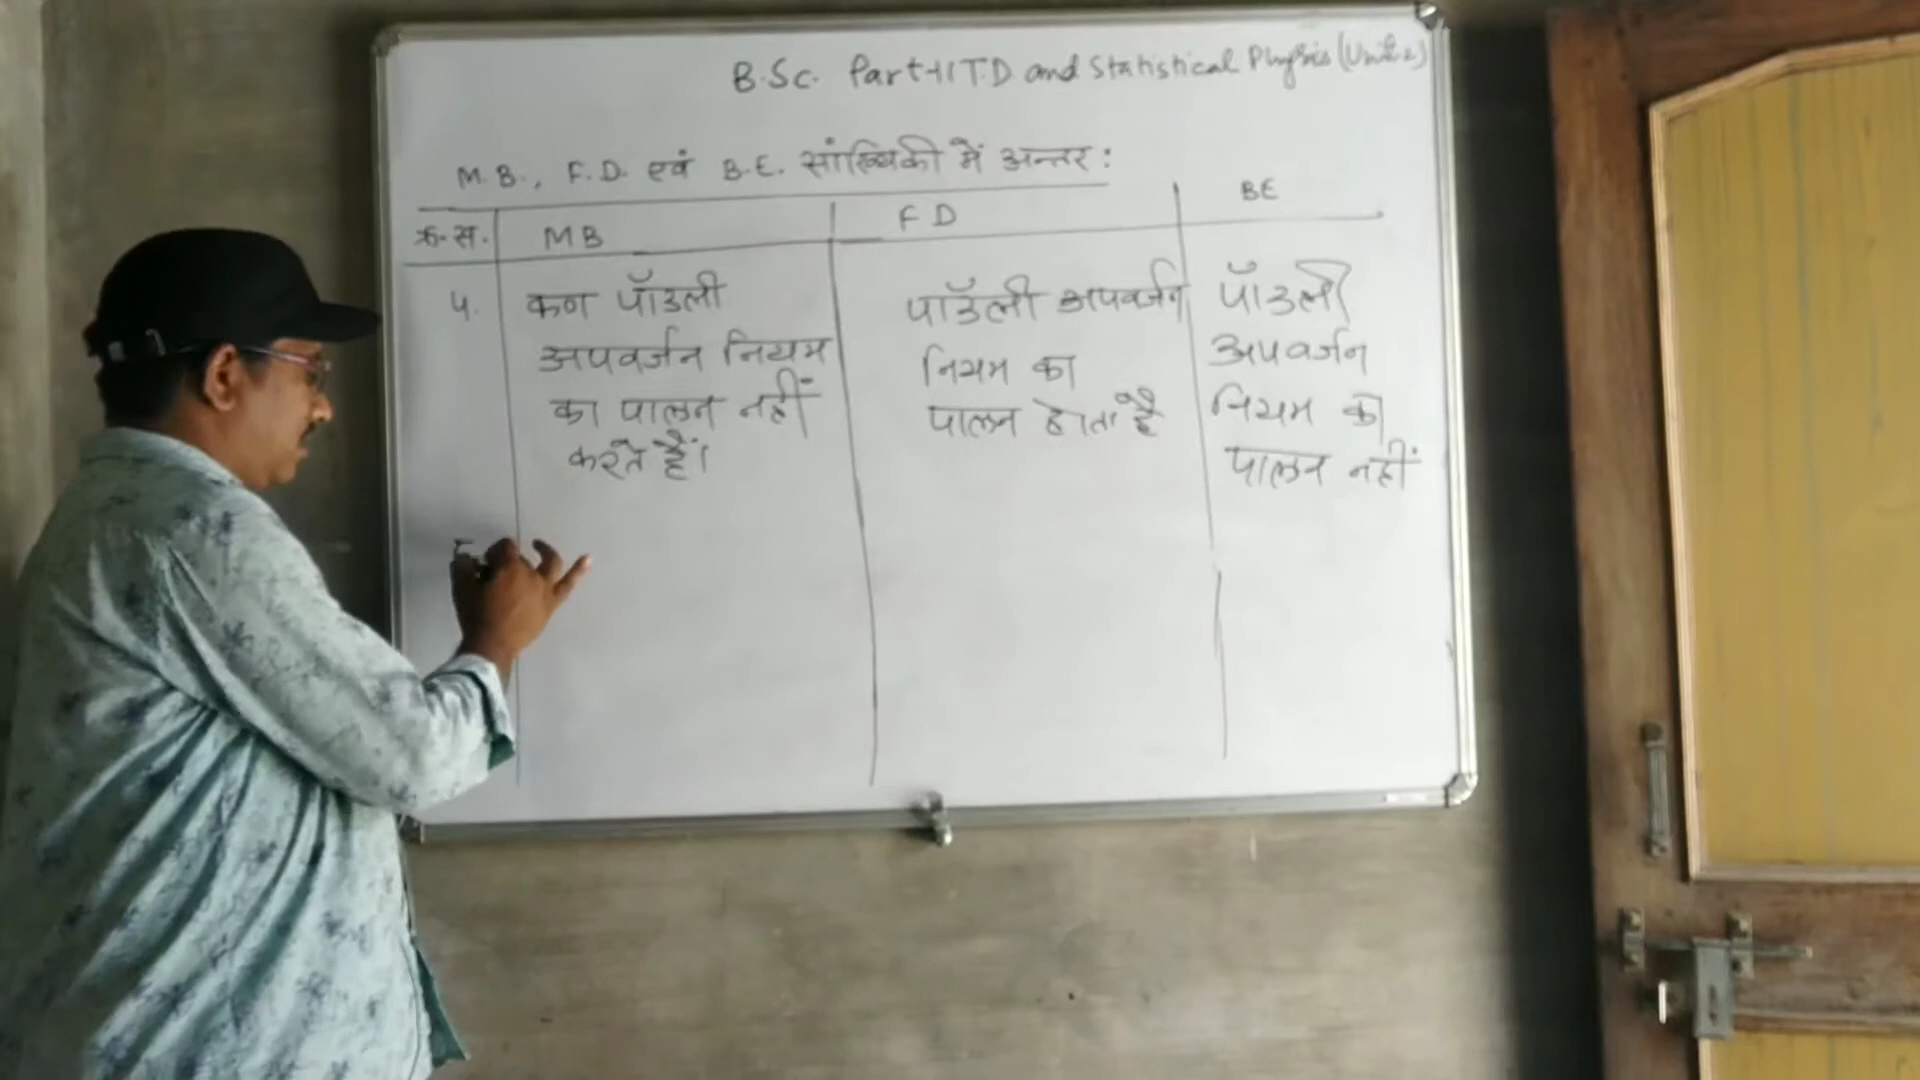 B.Sc. Part-II T.D and Statistical Physics (Unit-2)
M.B., F.D. एवं B.E. सांख्यिकी में अन्तर :
क्र.स.
MB
FD
BE
4.
कण पॉउली
अपवर्जन नियम
का पालन नहीं
करते हैं।
पॉउली अपवर्जन
नियम का
पालन होता है
पॉउली
अपवर्जन
नियम का
पालन नहीं